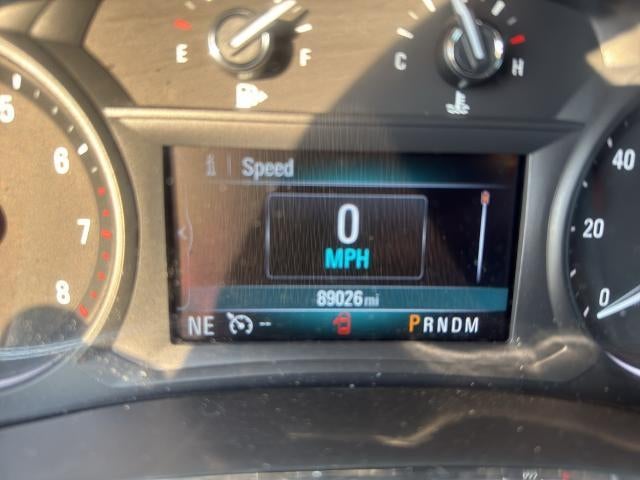 E F
C H
5
6
7
8
i Speed
0
MPH
89026 mi
NE -- PRNDM
40
20
0